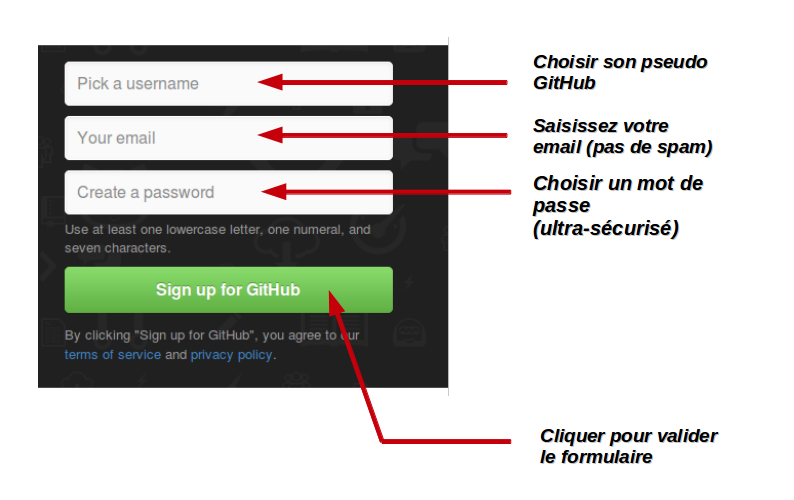 Pick a username
Choisir son pseudo
GitHub
Your email
Saisissez votre
email (pas de spam)
Create a password
Choisir un mot de
passe
(ultra-sécurisé)
Use at least one lowercase letter, one numeral, and
seven characters.
Sign up for GitHub
By clicking "Sign up for GitHub", you agree to our
terms of service and privacy policy.
Cliquer pour valider
le formulaire